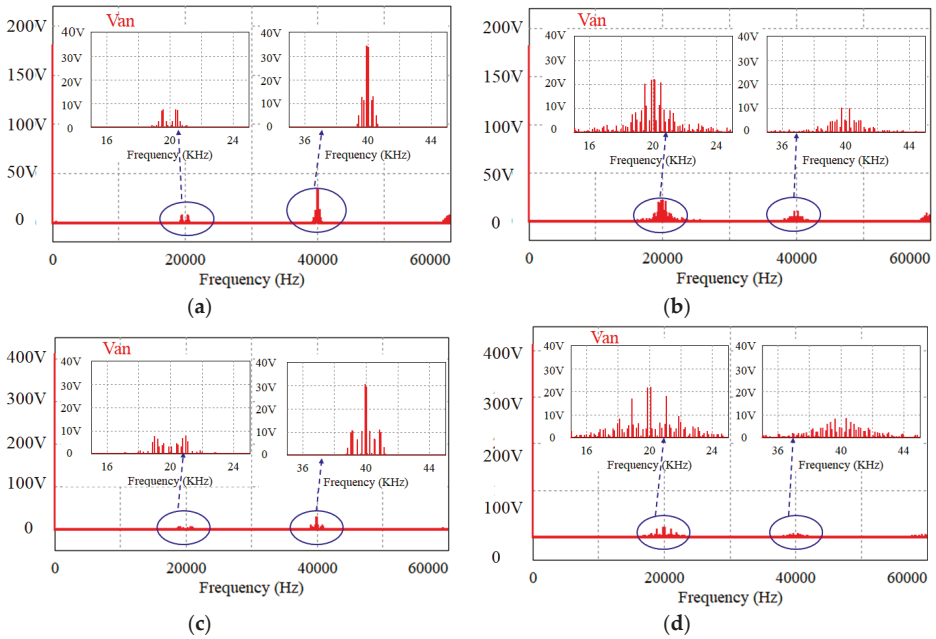 200V
150V
100V
50V
0
Van
40V
30V
20V
10V
0
16
20
24
Frequency (KHz)
40V
30V
20V
10V
0
36
40
44
Frequency (KHz)
0
20000
40000
60000
Frequency (Hz)
(a)
200V
150V
100V
50V
0
Van
40V
30V
20V
10V
0
16
20
24
Frequency (KHz)
40V
30V
20V
10V
0
36
40
44
Frequency (KHz)
0
20000
40000
60000
Frequency (Hz)
(b)
400V
300V
200V
100V
0
Van
40V
30V
20V
10V
0
16
20
24
Frequency (KHz)
40V
30V
20V
10V
0
36
40
44
Frequency (KHz)
0
20000
40000
60000
Frequency (Hz)
(c)
400V
300V
200V
100V
0
Van
40V
30V
20V
10V
0
16
20
24
Frequency (KHz)
40V
30V
20V
10V
0
36
40
44
Frequency (KHz)
0
20000
40000
60000
Frequency (Hz)
(d)